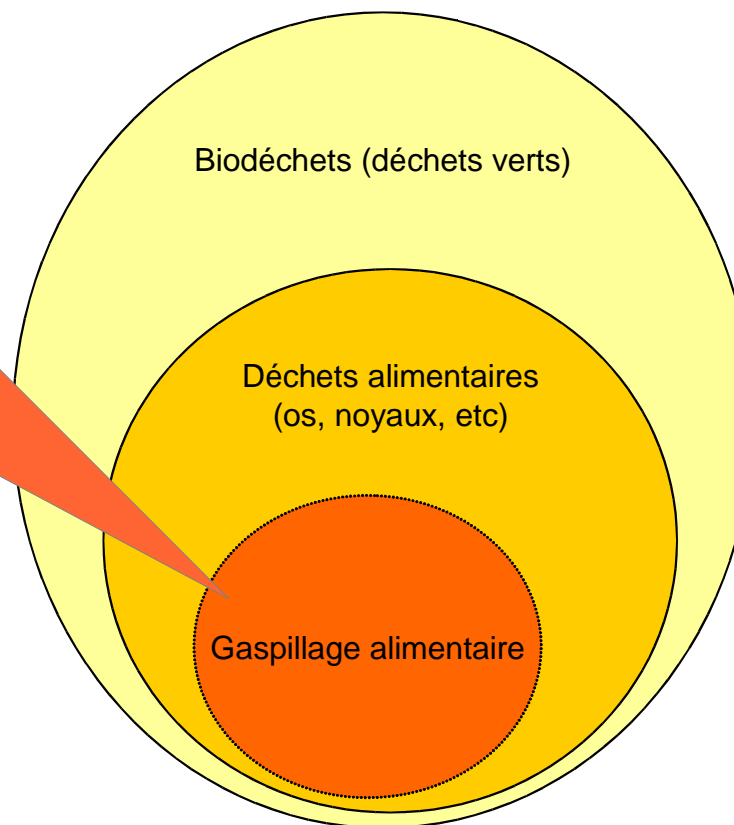 Biodéchets (déchets verts)
Déchets alimentaires
(os, noyaux, etc)
Gaspillage alimentaire